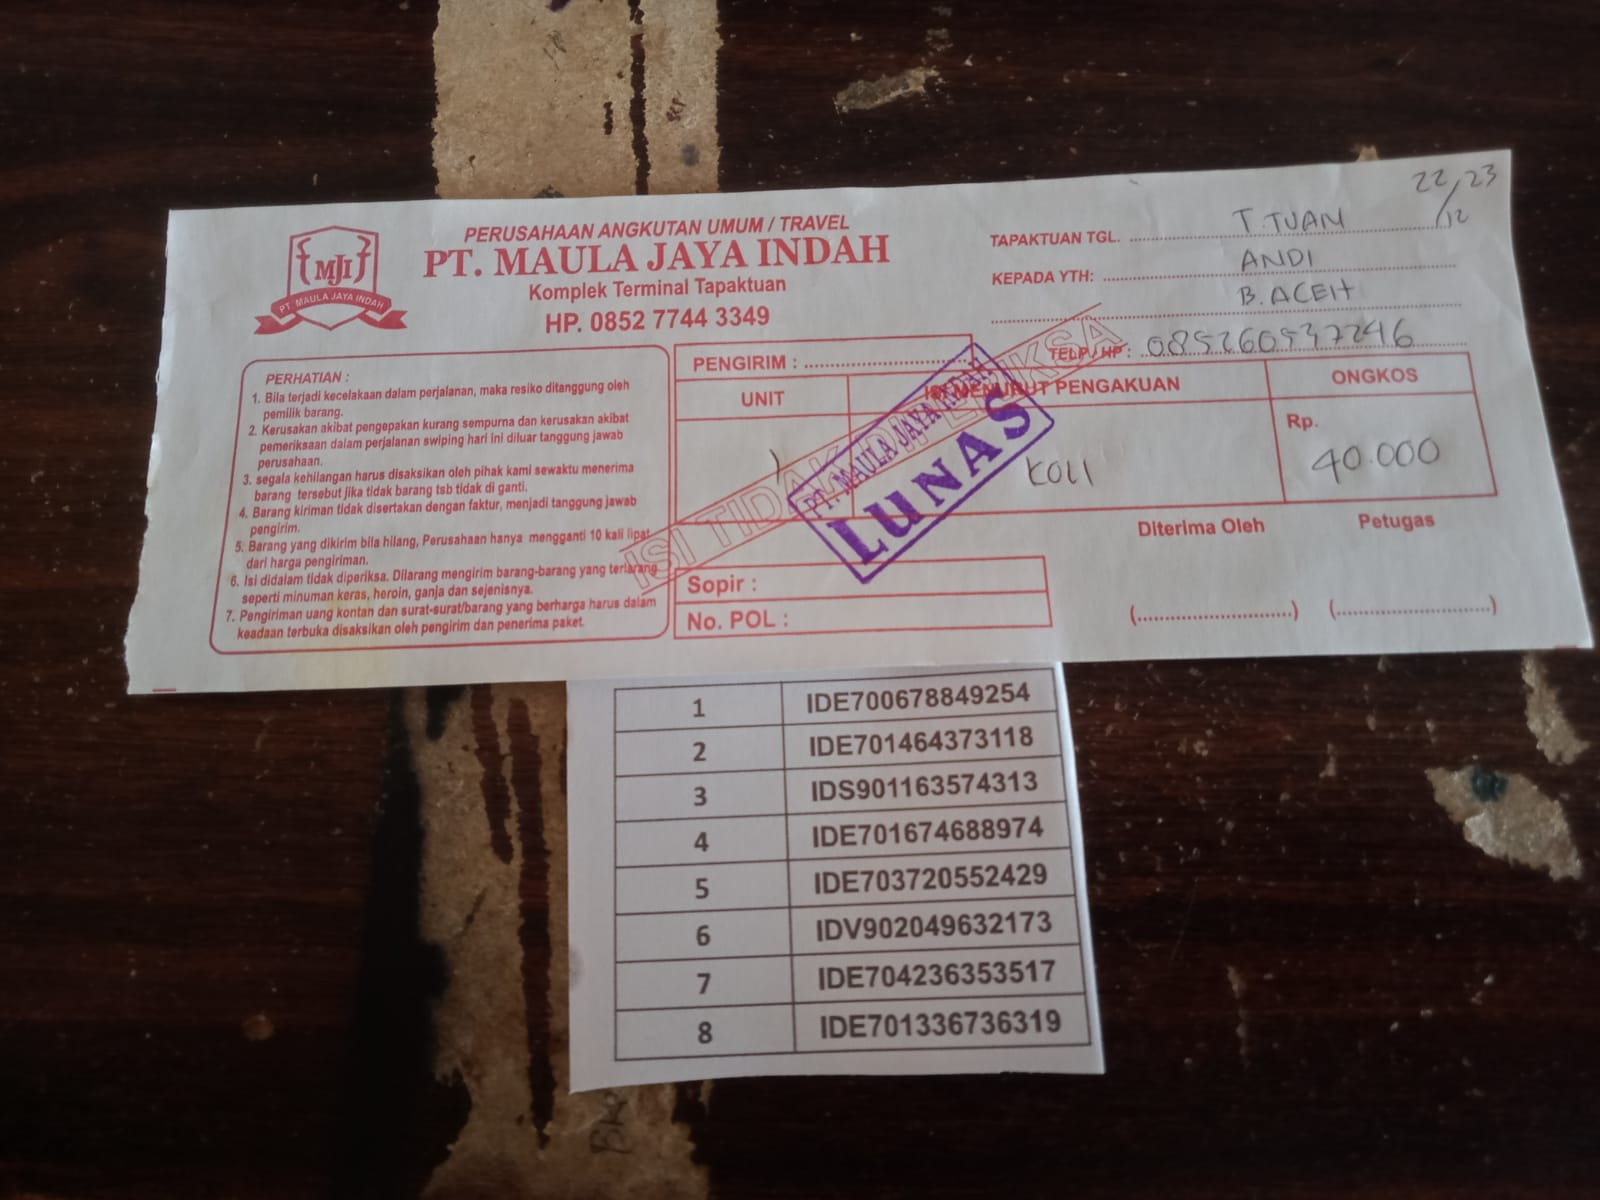 PERUSAHAAN ANGKUTAN UMUM / TRAVEL
PT. MAULA JAYA INDAH
Komplek Terminal Tapaktuan
HP. 0852 7744 3349
MJI
PT. MAULA JAYA INDAH
22/12 23
TAPAKTUAN TGL. T.TUAN
KEPADA YTH: ANDI
B. ACEH
TELP / HP : 085260537246
PERHATIAN :
1. Bila terjadi kecelakaan dalam perjalanan, maka resiko ditanggung oleh
pemilik barang.
2. Kerusakan akibat pengepakan kurang sempurna dan kerusakan akibat
pemeriksaan dalam perjalanan swiping hari ini diluar tanggung jawab
perusahaan.
3. segala kehilangan harus disaksikan oleh pihak kami sewaktu menerima
barang tersebut jika tidak barang tsb tidak di ganti.
4. Barang kiriman tidak disertakan dengan faktur, menjadi tanggung jawab
pengirim.
5. Barang yang dikirim bila hilang, Perusahaan hanya mengganti 10 kali lipat
dari harga pengiriman.
6. Isi didalam tidak diperiksa. Dilarang mengirim barang-barang yang terlarang
seperti minuman keras, heroin, ganja dan sejenisnya.
7. Pengiriman uang kontan dan surat-surat/barang yang berharga harus dalam
keadaan terbuka disaksikan oleh pengirim dan penerima paket.
PENGIRIM :
UNIT
ISI MENURUT PENGAKUAN
ONGKOS
1
KOLI
Rp.
40.000
ISI TIDAK DIPERIKSA
PT. MAULA JAYA INDAH
LUNAS
Sopir :
No. POL :
Diterima Oleh
Petugas
(..............................)
(..............................)
1 IDE700678849254
2 IDE701464373118
3 IDS901163574313
4 IDE701674688974
5 IDE703720552429
6 IDV902049632173
7 IDE704236353517
8 IDE701336736319